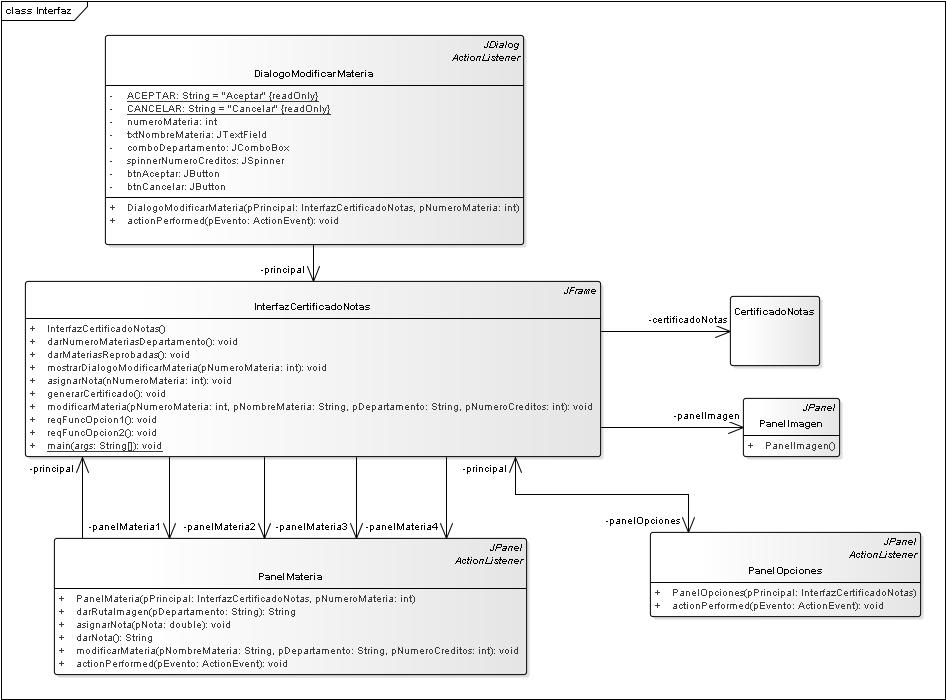 class Interfaz
JDialog
ActionListener
DialogoModificarMateria
- ACEPTAR: String = "Aceptar" {readOnly}
- CANCELAR: String = "Cancelar" {readOnly}
- numeroMateria: int
- txtNombreMateria: JTextField
- comboDepartamento: JComboBox
- spinnerNumeroCreditos: JSpinner
- btnAceptar: JButton
- btnCancelar: JButton
+ DialogoModificarMateria(pPrincipal: InterfazCertificadoNotas, pNumeroMateria: int)
+ actionPerformed(pEvento: ActionEvent): void
-principal
JFrame
InterfazCertificadoNotas
+ InterfazCertificadoNotas()
+ darNumeroMateriasDepartamento(): void
+ darMateriasReprobadas(): void
+ mostrarDialogoModificarMateria(pNumeroMateria: int): void
+ asignarNota(nNumeroMateria: int): void
+ generarCertificado(): void
+ modificarMateria(pNumeroMateria: int, pNombreMateria: String, pDepartamento: String, pNumeroCreditos: int): void
+ reqFuncOpcion1(): void
+ reqFuncOpcion2(): void
+ main(args: String[]): void
-certificadoNotas
CertificadoNotas
-panelImagen
JPanel
PanelImagen
+ PanelImagen()
-principal
-principal
-panelMateria1
-panelMateria2
-panelMateria3
-panelMateria4
-panelOpciones
JPanel
ActionListener
PanelMateria
+ PanelMateria(pPrincipal: InterfazCertificadoNotas, pNumeroMateria: int)
+ darRutaImagen(pDepartamento: String): String
+ asignarNota(pNota: double): void
+ darNota(): String
+ modificarMateria(pNombreMateria: String, pDepartamento: String, pNumeroCreditos: int): void
+ actionPerformed(pEvento: ActionEvent): void
JPanel
ActionListener
PanelOpciones
+ PanelOpciones(pPrincipal: InterfazCertificadoNotas)
+ actionPerformed(pEvento: ActionEvent): void